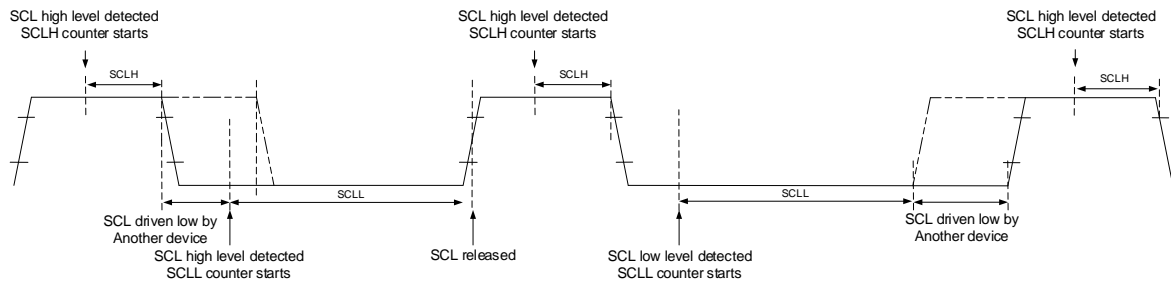 SCL high level detected
SCLH counter starts
SCL high level detected
SCLH counter starts
SCL high level detected
SCLH counter starts
SCLH
SCLH
SCLH
SCLL
SCLL
SCL driven low by
Another device
SCL high level detected
SCLL counter starts
SCL released
SCL low level detected
SCLL counter starts
SCL driven low by
Another device